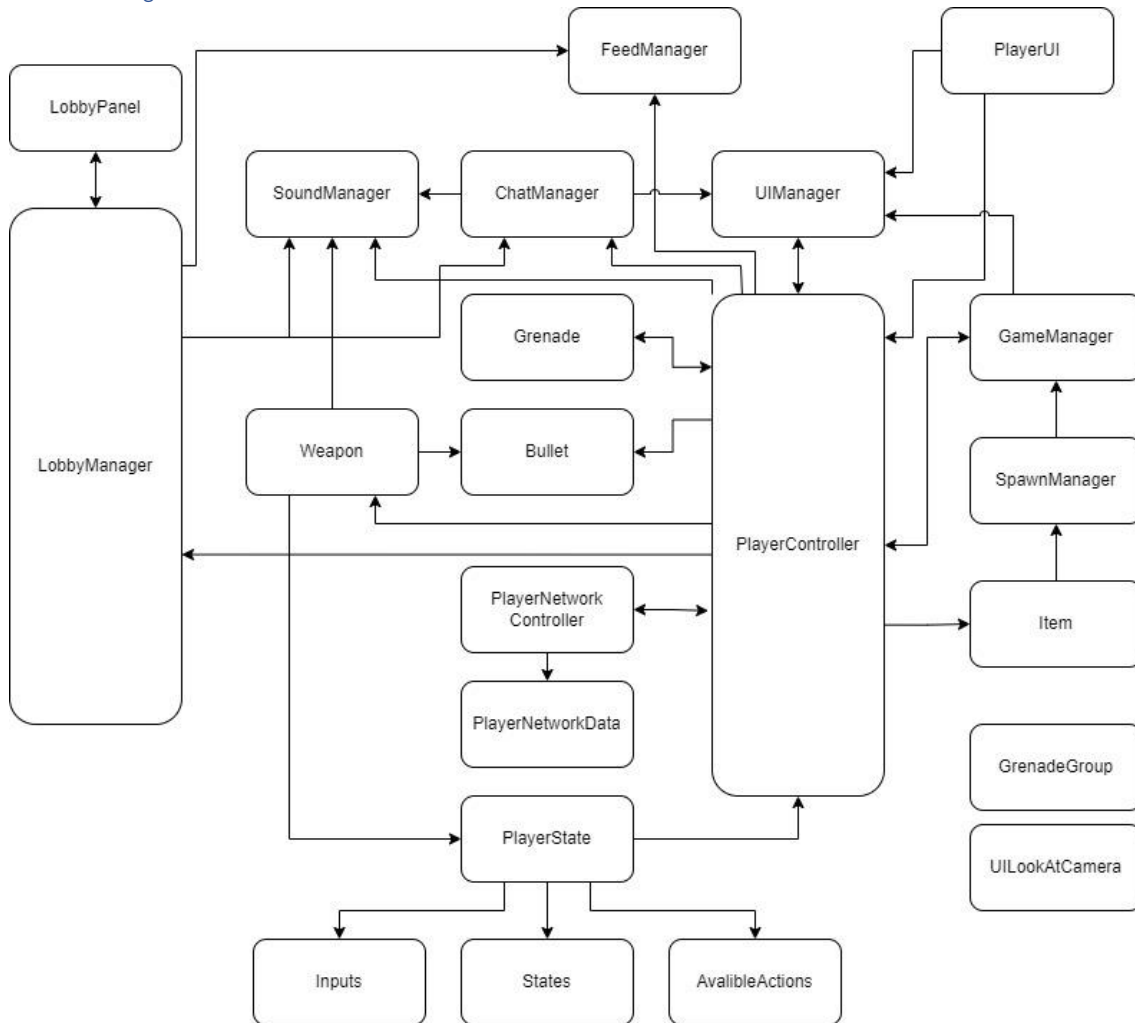 FeedManager
PlayerUI
LobbyPanel
SoundManager
ChatManager
UIManager
Grenade
GameManager
Weapon
Bullet
LobbyManager
SpawnManager
PlayerController
PlayerNetwork
Controller
Item
PlayerNetworkData
GrenadeGroup
PlayerState
UILookAtCamera
Inputs
States
AvalibleActions